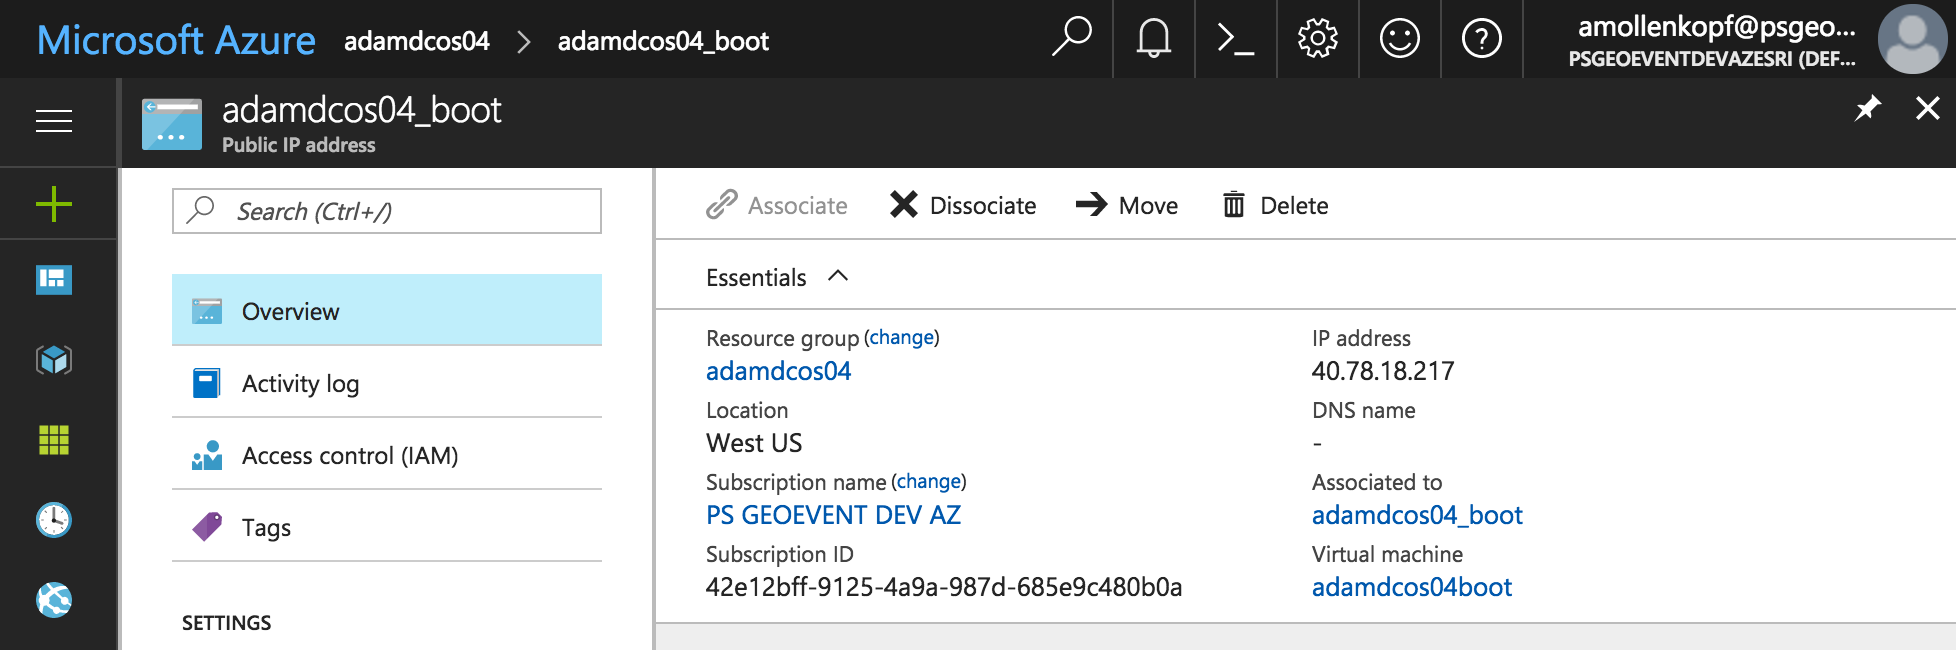 Microsoft Azure adamdcos04 > adamdcos04_boot
amollenkopf@psgeo...
PSGEOEVENTDEVAZESRI (DEF...
adamdcos04_boot
Public IP address
Search (Ctrl+/)
Overview
Activity log
Access control (IAM)
Tags
SETTINGS
Associate Dissociate Move Delete
Essentials
Resource group (change)
adamdcos04
Location
West US
Subscription name (change)
PS GEOEVENT DEV AZ
Subscription ID
42e12bff-9125-4a9a-987d-685e9c480b0a
IP address
40.78.18.217
DNS name
-
Associated to
adamdcos04_boot
Virtual machine
adamdcos04boot